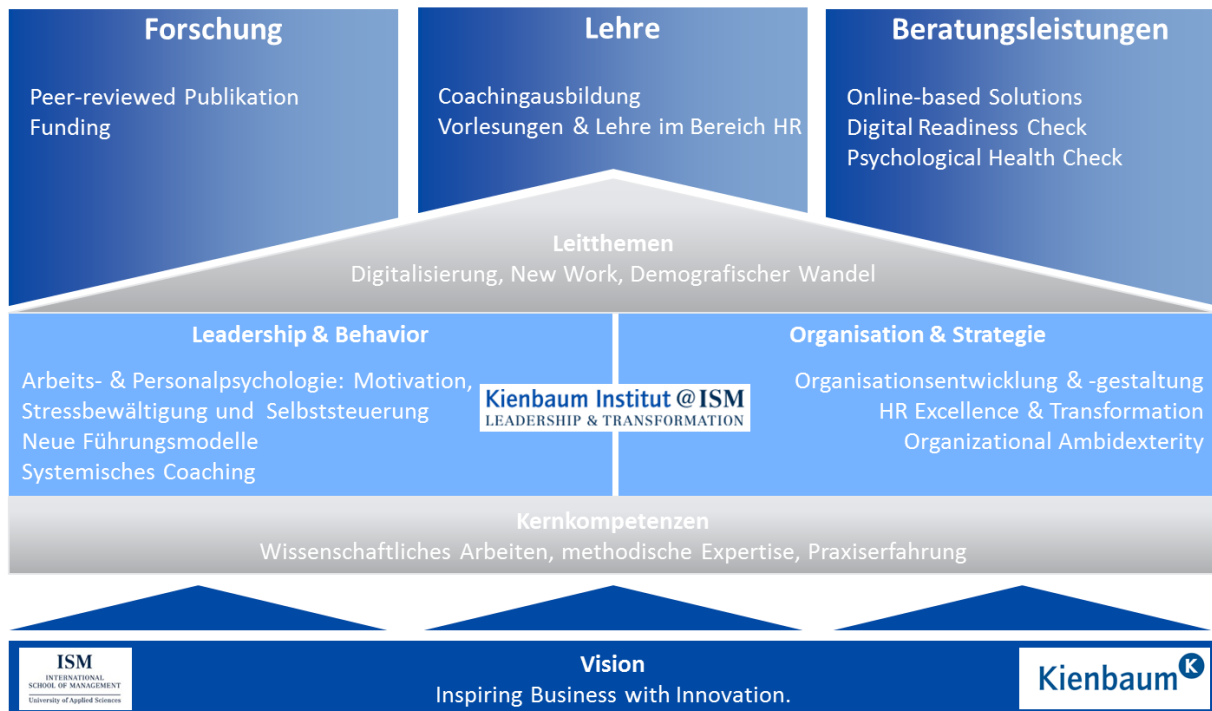 Forschung
Peer-reviewed Publikation
Funding
Lehre
Coachingausbildung
Vorlesungen & Lehre im Bereich HR
Beratungsleistungen
Online-based Solutions
Digital Readiness Check
Psychological Health Check
Leitthemen
Digitalisierung, New Work, Demografischer Wandel
Leadership & Behavior
Arbeits- & Personalpsychologie: Motivation,
Stressbewältigung und Selbststeuerung
Neue Führungsmodelle
Systemisches Coaching
Kienbaum Institut @ ISM
LEADERSHIP & TRANSFORMATION
Organisation & Strategie
Organisationsentwicklung & -gestaltung
HR Excellence & Transformation
Organizational Ambidexterity
Kernkompetenzen
Wissenschaftliches Arbeiten, methodische Expertise, Praxiserfahrung
ISM
INTERNATIONAL
SCHOOL OF MANAGEMENT
University of Applied Sciences
Vision
Inspiring Business with Innovation.
Kienbaum K